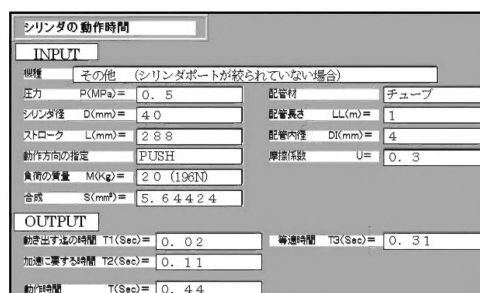 シリンダの動作時間
INPUT
機種 その他 (シリンダポートが絞られていない場合)
圧力 P(MPa)= 0.5 配管材 チューブ
シリンダ径 D(mm)= 40 配管長さ LL(m)= 1
ストローク L(mm)= 288 配管内径 DI(mm)= 4
動作方向の指定 PUSH 摩擦係数 U= 0.3
負荷の質量 M(Kg)= 20 (196N)
合成 S(mm²)= 5.64424
OUTPUT
動き出す迄の時間 T1(Sec)= 0.02 等速時間 T3(Sec)= 0.31
加速に要する時間 T2(Sec)= 0.11
動作時間 T(Sec)= 0.44